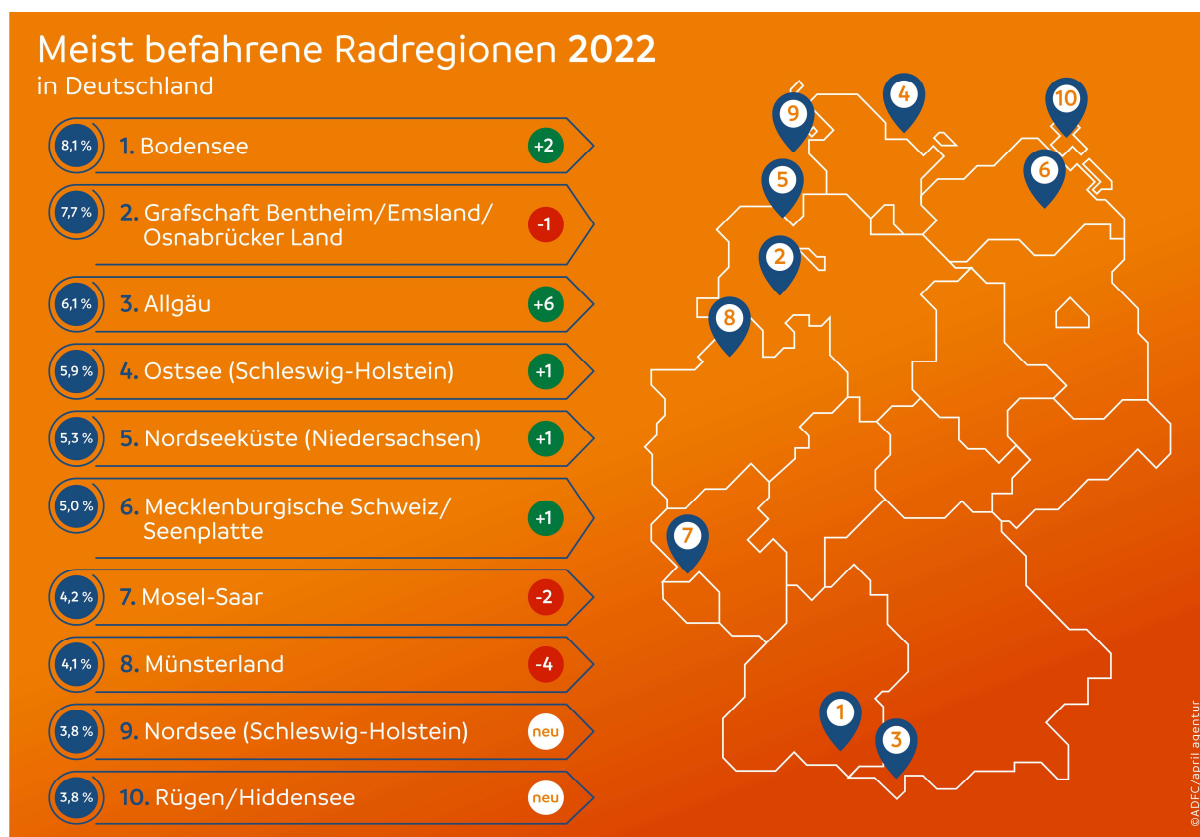 Meist befahrene Radregionen 2022
in Deutschland
8,1 % 1. Bodensee +2
7,7 % 2. Grafschaft Bentheim/Emsland/
Osnabrücker Land -1
6,1 % 3. Allgäu +6
5,9 % 4. Ostsee (Schleswig-Holstein) +1
5,3 % 5. Nordseeküste (Niedersachsen) +1
5,0 % 6. Mecklenburgische Schweiz/
Seenplatte +1
4,2 % 7. Mosel-Saar -2
4,1 % 8. Münsterland -4
3,8 % 9. Nordsee (Schleswig-Holstein) neu
3,8 % 10. Rügen/Hiddensee neu
4
10
9
6
5
2
8
7
1
3
©ADFC/april agentur